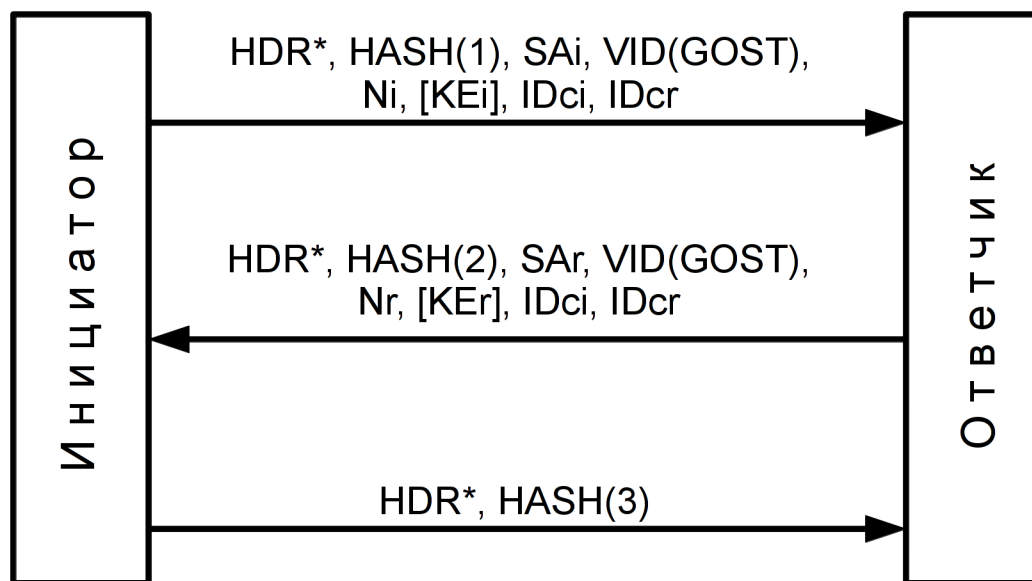 Инициатор
HDR*, HASH(1), SAi, VID(GOST),
Ni, [KEi], IDci, IDcr
HDR*, HASH(2), SAr, VID(GOST),
Nr, [KEr], IDci, IDcr
HDR*, HASH(3)
Ответчик